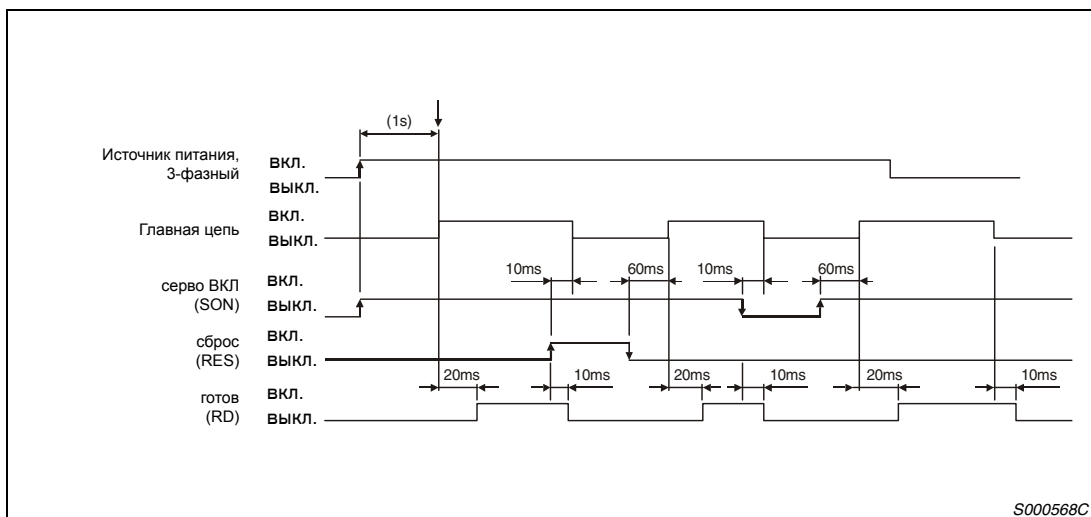 (1s)
Источник питания,
3-фазный
ВКЛ.
ВЫКЛ.
Главная цепь
ВКЛ.
ВЫКЛ.
10ms 60ms 10ms 60ms
серво ВКЛ
(SON)
ВКЛ.
ВЫКЛ.
сброс
(RES)
ВКЛ.
ВЫКЛ.
20ms 10ms 20ms 10ms 20ms 10ms
готов
(RD)
ВКЛ.
ВЫКЛ.
S000568C